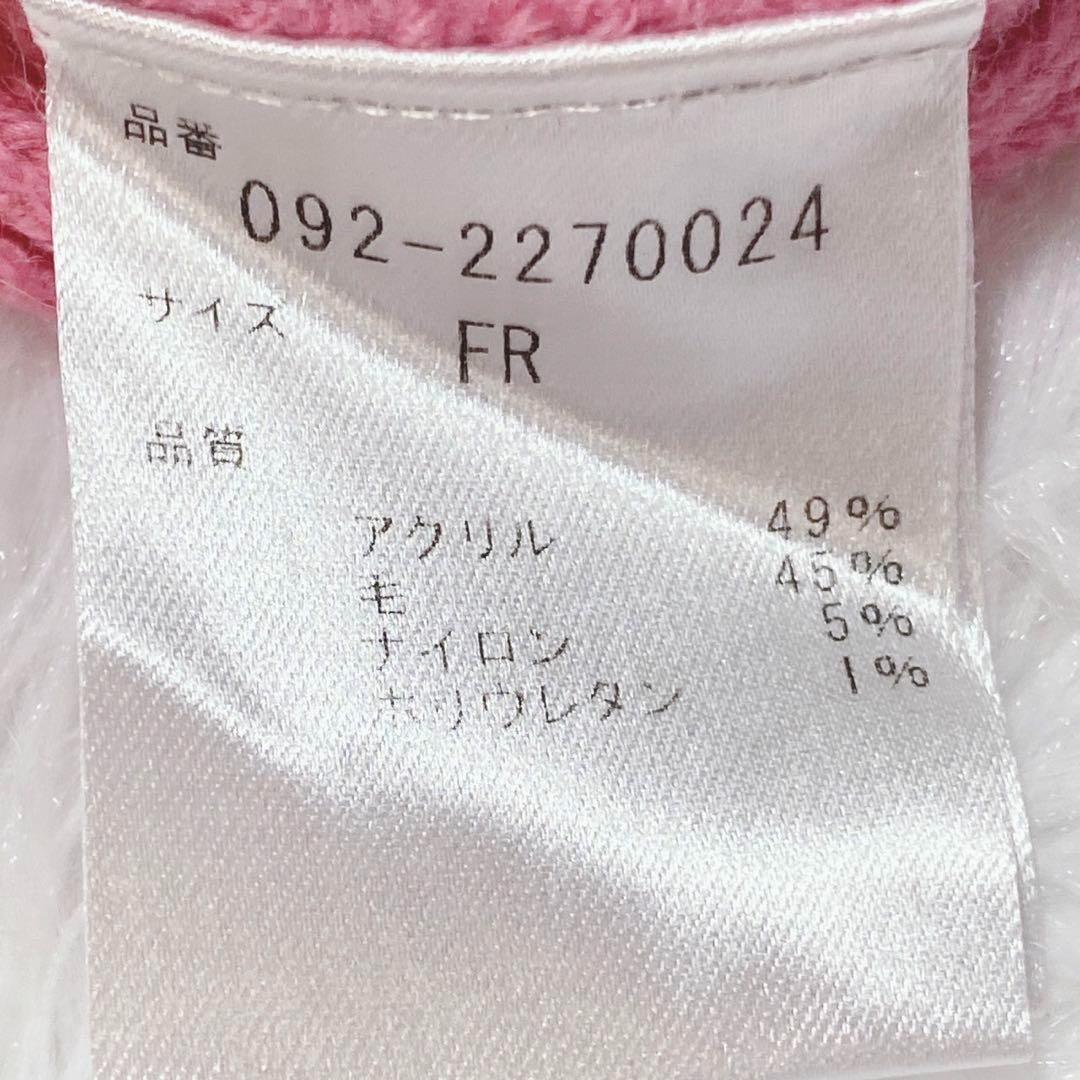 品番
092-2270024
サイズ FR
品質
アクリル 49%
毛 45%
ナイロン 5%
ポリウレタン 1%